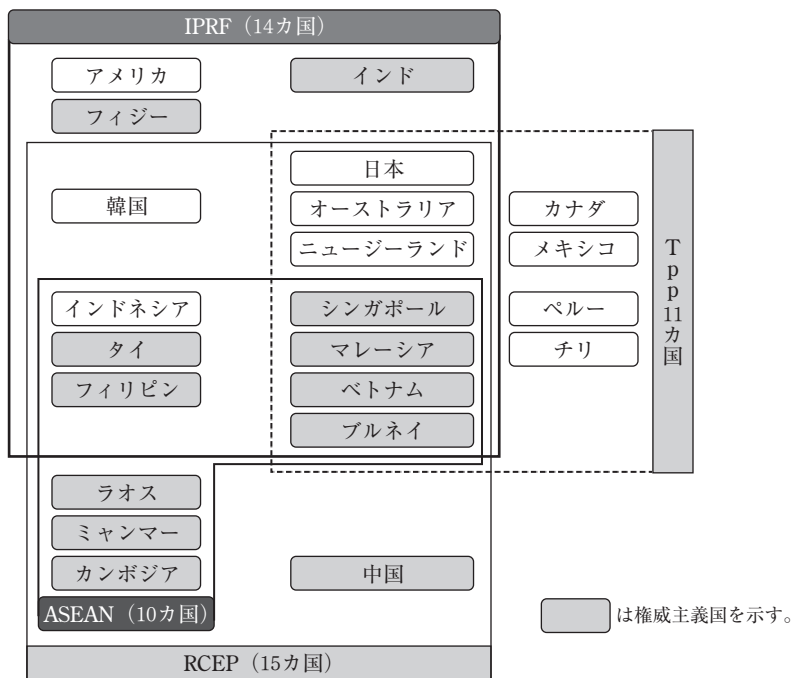 IPRF（14カ国）
アメリカ
インド
フィジー
日本
韓国
オーストラリア
カナダ
ニュージーランド
メキシコ
Tpp11カ国
インドネシア
シンガポール
ペルー
タイ
マレーシア
チリ
フィリピン
ベトナム
ブルネイ
ラオス
ミャンマー
カンボジア
中国
ASEAN（10カ国）
は権威主義国を示す。
RCEP（15カ国）